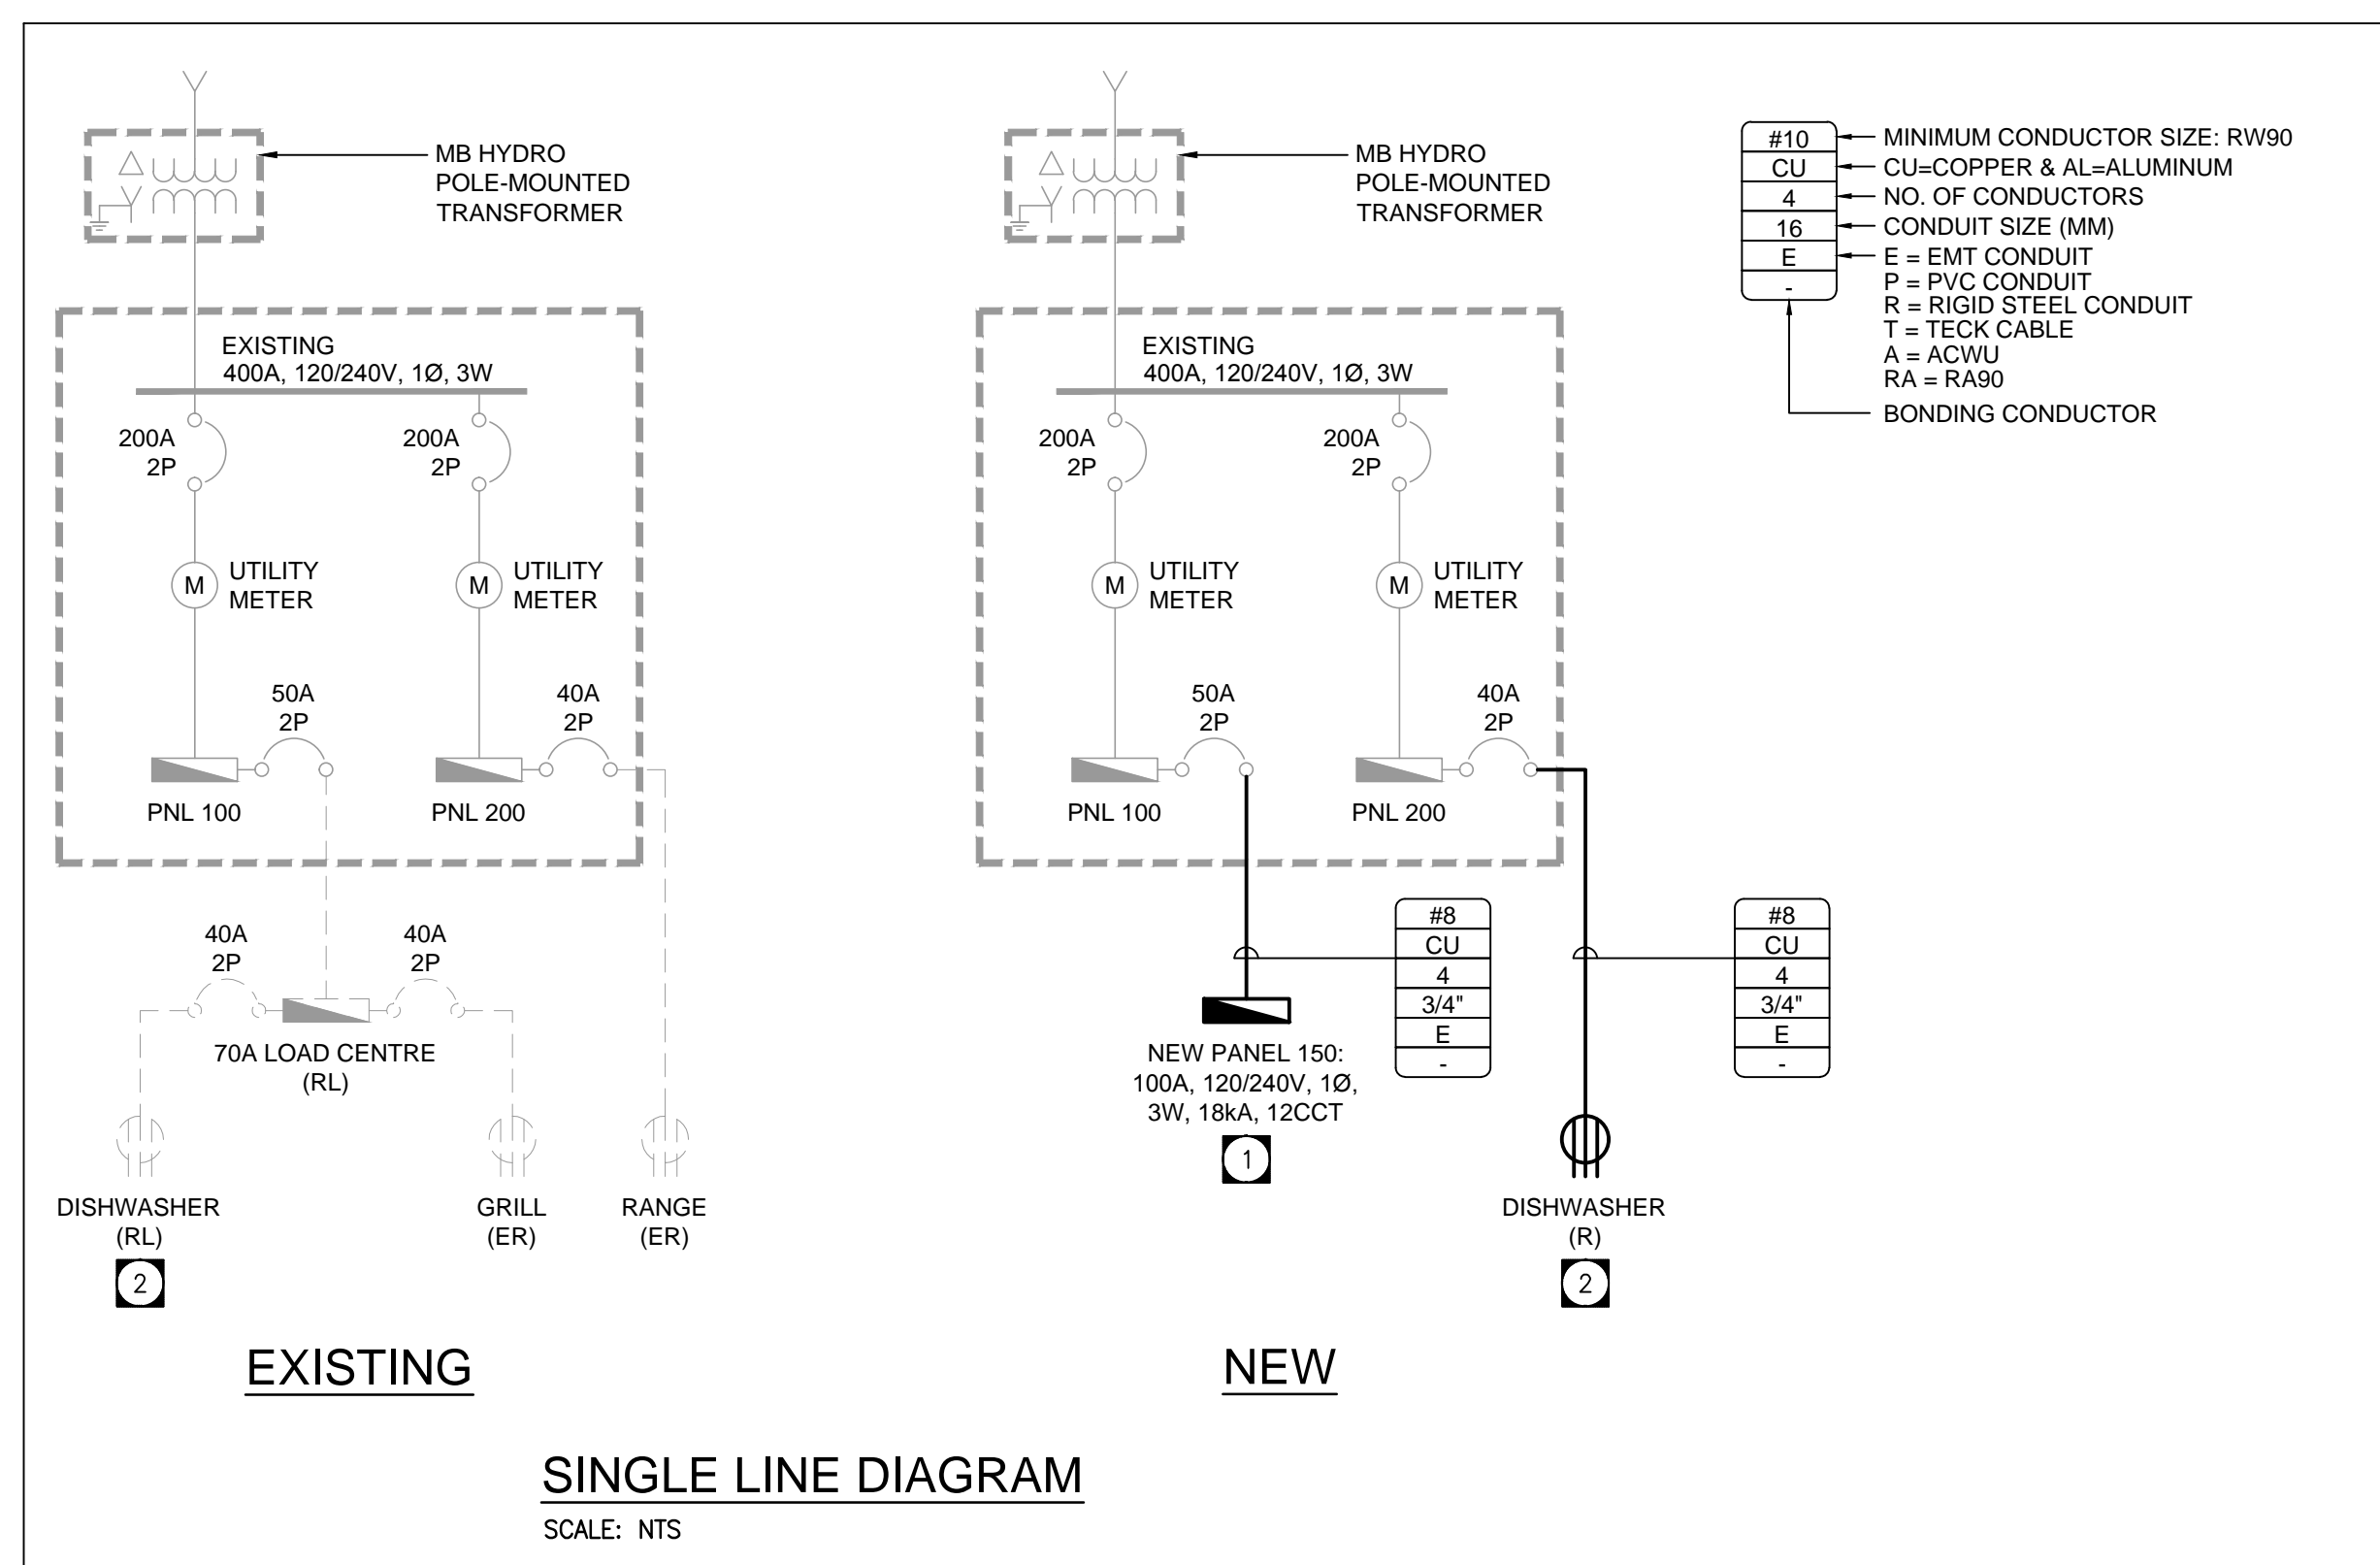 MB HYDRO
POLE-MOUNTED
TRANSFORMER
EXISTING
400A, 120/240V, 1Ø, 3W
200A
2P
200A
2P
M
UTILITY
METER
M
UTILITY
METER
50A
2P
40A
2P
PNL 100
PNL 200
40A
2P
40A
2P
70A LOAD CENTRE
(RL)
DISHWASHER
(RL)
2
GRILL
(ER)
RANGE
(ER)
EXISTING
MB HYDRO
POLE-MOUNTED
TRANSFORMER
EXISTING
400A, 120/240V, 1Ø, 3W
200A
2P
200A
2P
M
UTILITY
METER
M
UTILITY
METER
50A
2P
40A
2P
PNL 100
PNL 200
#8
CU
4
3/4"
E
-
#8
CU
4
3/4"
E
-
NEW PANEL 150:
100A, 120/240V, 1Ø,
3W, 18kA, 12CCT
1
DISHWASHER
(R)
2
NEW
#10 MINIMUM CONDUCTOR SIZE: RW90
CU CU=COPPER & AL=ALUMINUM
4 NO. OF CONDUCTORS
16 CONDUIT SIZE (MM)
E E = EMT CONDUIT
P = PVC CONDUIT
-
R = RIGID STEEL CONDUIT
T = TECK CABLE
A = ACWU
RA = RA90
BONDING CONDUCTOR
SINGLE LINE DIAGRAM
SCALE: NTS